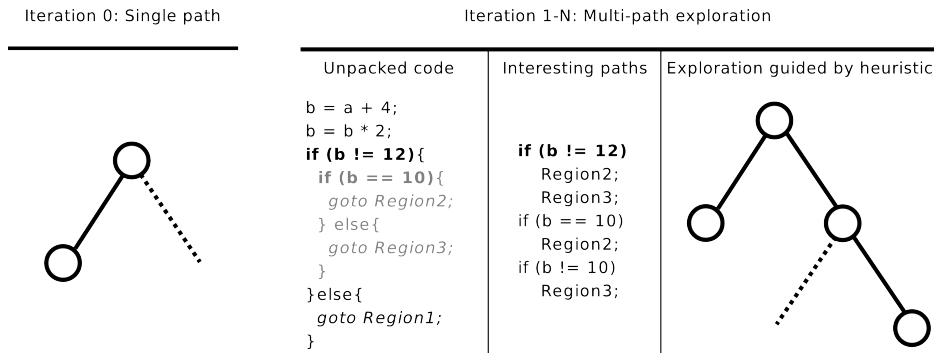 Iteration 0: Single path
Iteration 1-N: Multi-path exploration
Unpacked code
b = a + 4;
b = b * 2;
if (b != 12){
if (b == 10){
goto Region2;
} else{
goto Region3;
}
}else{
goto Region1;
}
Interesting paths
if (b != 12)
Region2;
Region3;
if (b == 10)
Region2;
if (b != 10)
Region3;
Exploration guided by heuristic